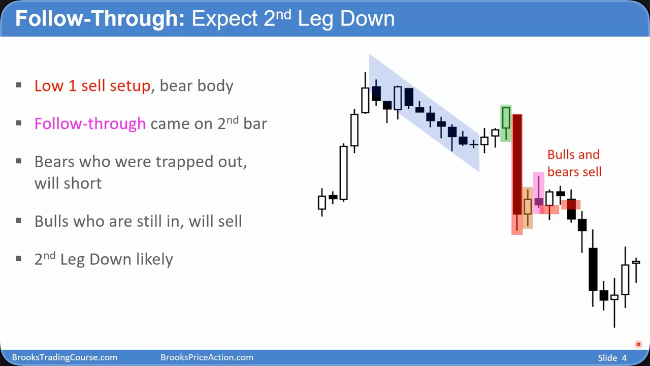 Follow-Through: Expect 2nd Leg Down
▪ Low 1 sell setup, bear body
▪ Follow-through came on 2nd bar
▪ Bears who were trapped out,
will short
▪ Bulls who are still in, will sell
▪ 2nd Leg Down likely
Bulls and
bears sell
BrooksTradingCourse.com
BrooksPriceAction.com
Slide 4